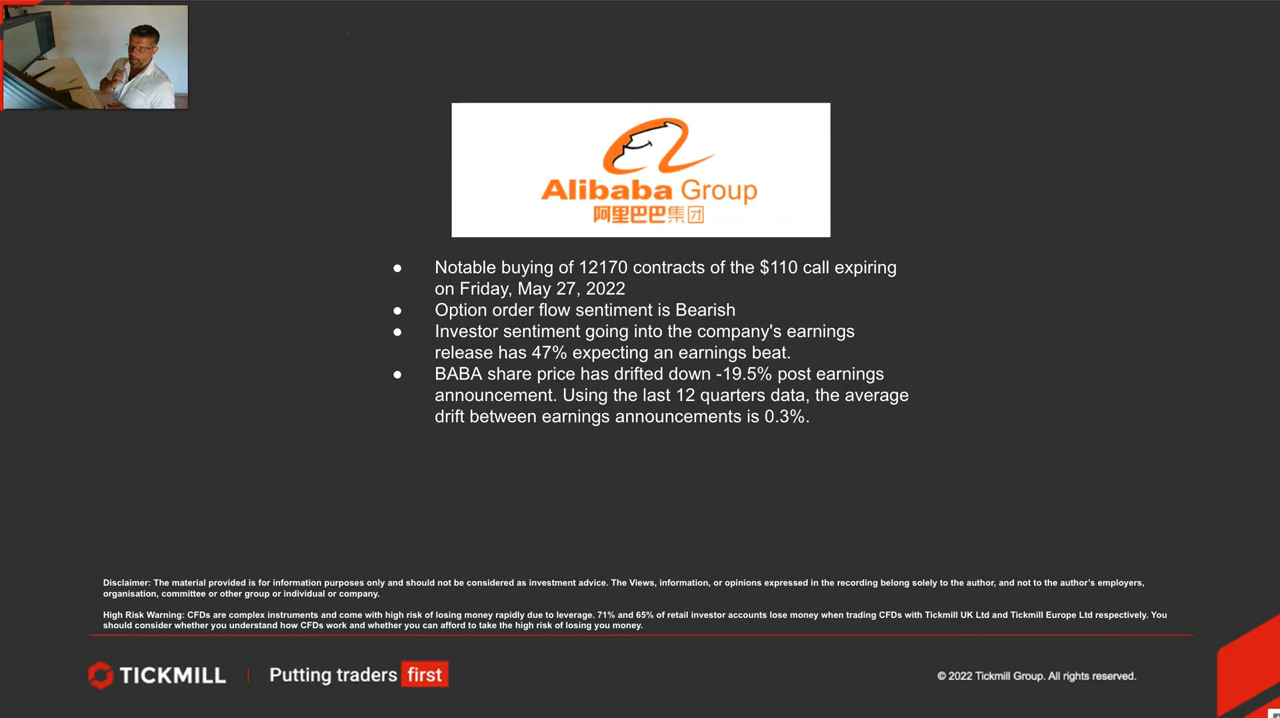 Alibaba Group
阿里巴巴集团
● Notable buying of 12170 contracts of the $110 call expiring
on Friday, May 27, 2022
● Option order flow sentiment is Bearish
● Investor sentiment going into the company's earnings
release has 47% expecting an earnings beat.
● BABA share price has drifted down -19.5% post earnings
announcement. Using the last 12 quarters data, the average
drift between earnings announcements is 0.3%.
Disclaimer: The material provided is for information purposes only and should not be considered as investment advice. The Views, information, or opinions expressed in the recording belong solely to the author, and not to the author's employers,
organisation, committee or other group or individual or company.
High Risk Warning: CFDs are complex instruments and come with high risk of losing money rapidly due to leverage. 71% and 65% of retail investor accounts lose money when trading CFDs with Tickmill UK Ltd and Tickmill Europe Ltd respectively. You
should consider whether you understand how CFDs work and whether you can afford to take the high risk of losing you money.
TICKMILL | Putting traders first
© 2022 Tickmill Group. All rights reserved.